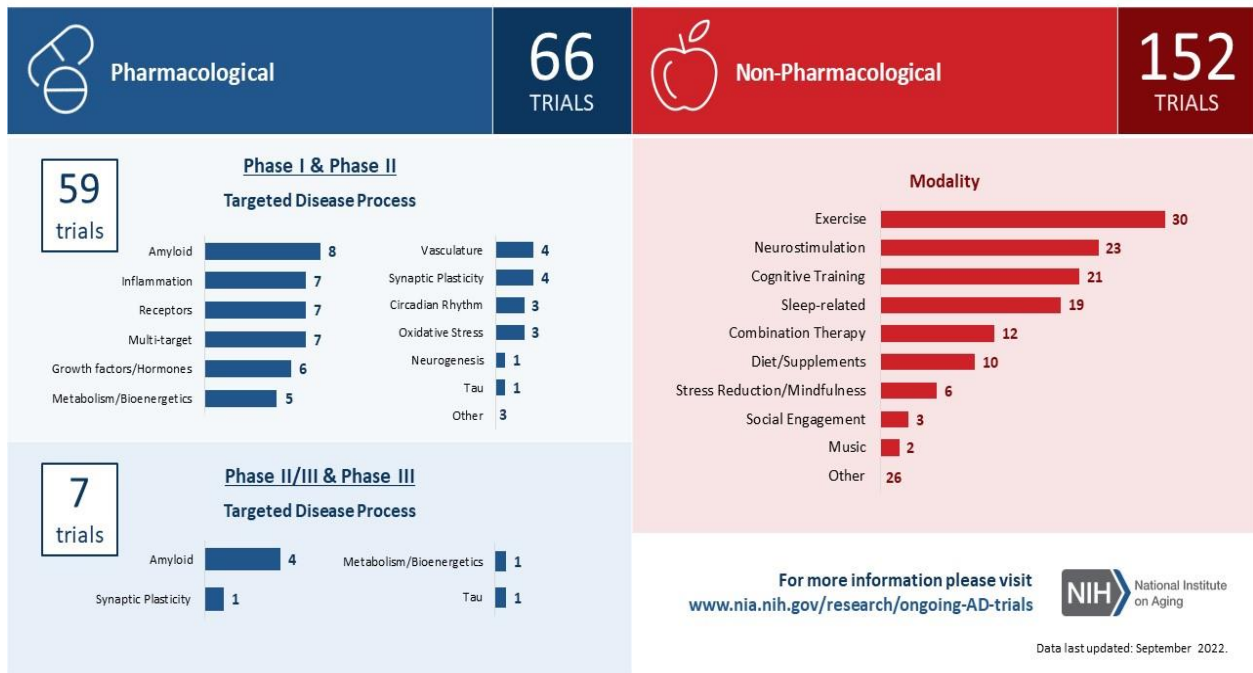 Pharmacological
66
TRIALS
Non-Pharmacological
152
TRIALS
59
trials
Phase I & Phase II
Targeted Disease Process
Amyloid 8
Inflammation 7
Receptors 7
Multi-target 7
Growth factors/Hormones 6
Metabolism/Bioenergetics 5
Vasculature 4
Synaptic Plasticity 4
Circadian Rhythm 3
Oxidative Stress 3
Neurogenesis 1
Tau 1
Other 3
7
trials
Phase II/III & Phase III
Targeted Disease Process
Amyloid 4
Synaptic Plasticity 1
Metabolism/Bioenergetics 1
Tau 1
Modality
Exercise 30
Neurostimulation 23
Cognitive Training 21
Sleep-related 19
Combination Therapy 12
Diet/Supplements 10
Stress Reduction/Mindfulness 6
Social Engagement 3
Music 2
Other 26
For more information please visit
www.nia.nih.gov/research/ongoing-AD-trials
NIH
National Institute
on Aging
Data last updated: September 2022.